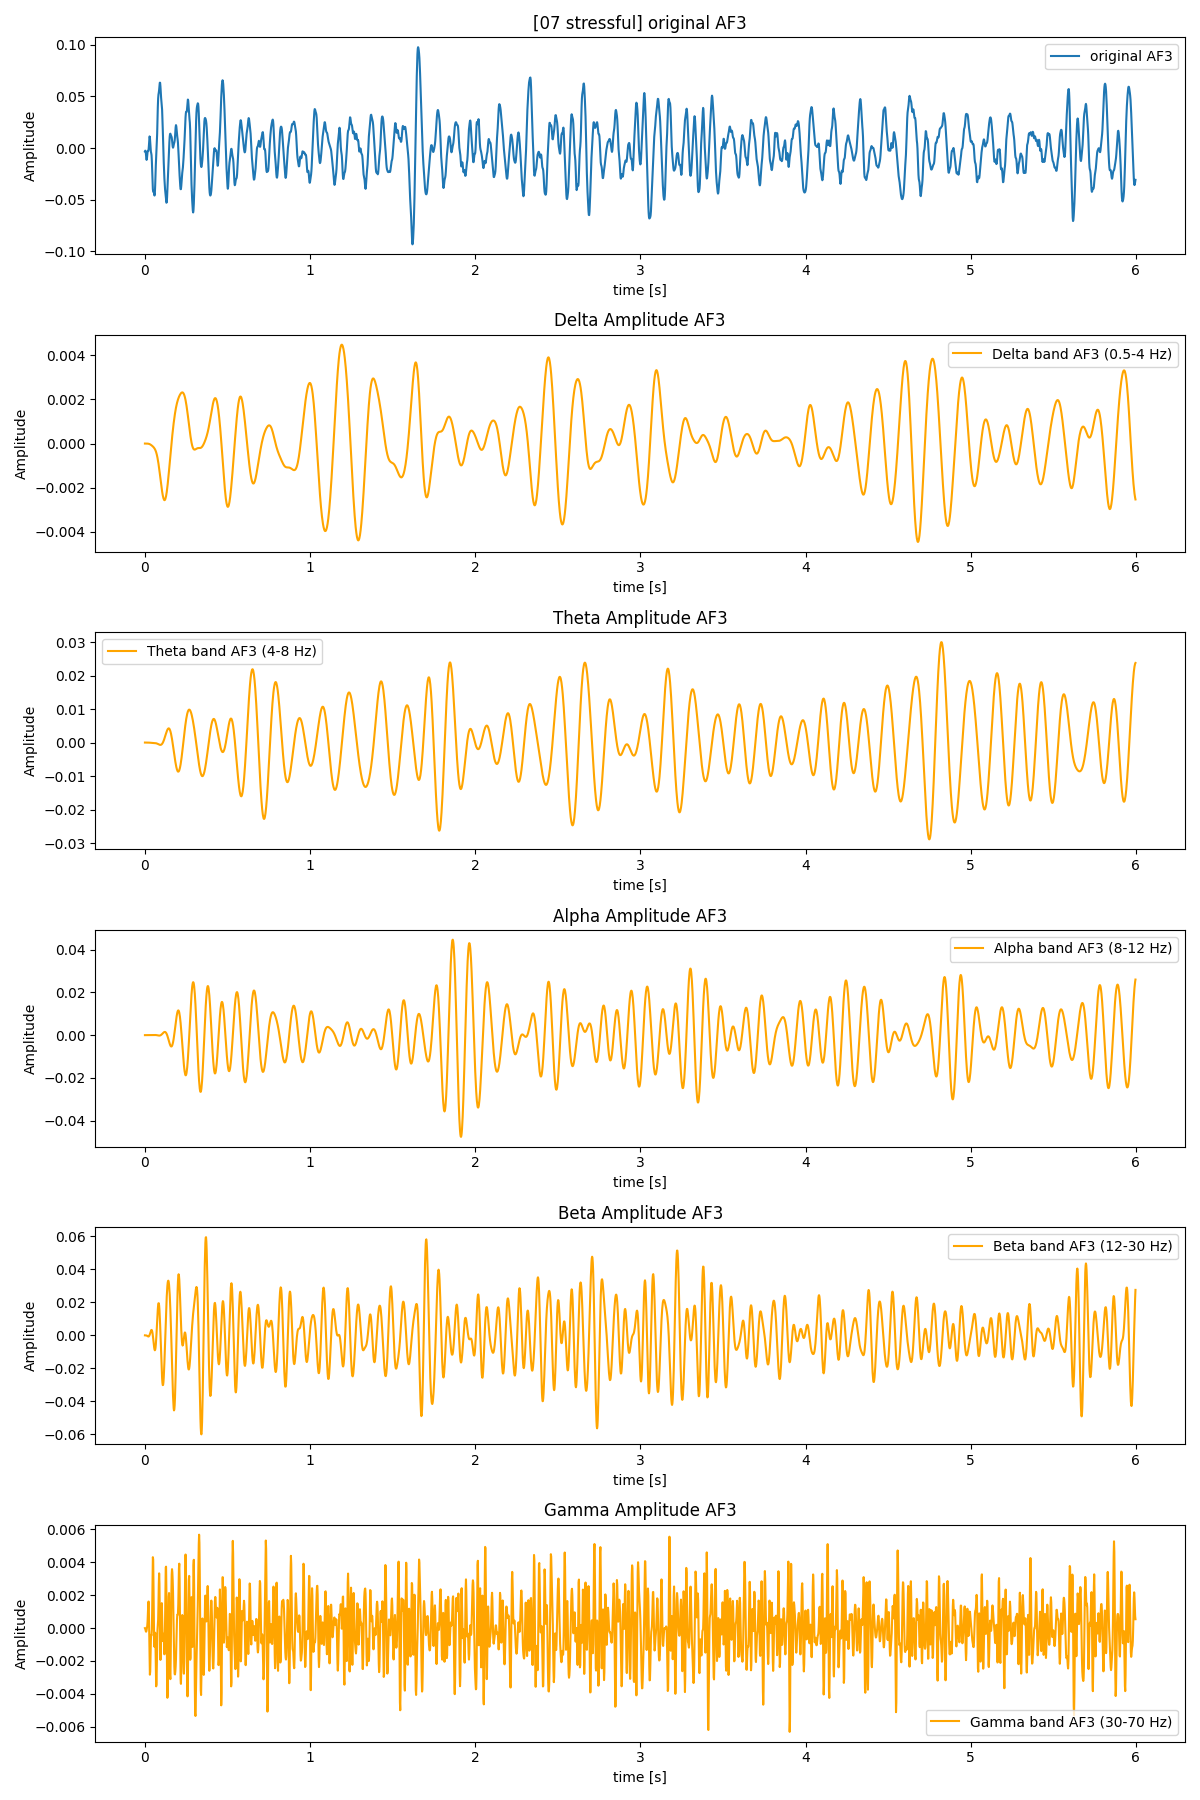 [07 stressful] original AF3
0.10
0.05
0.00
−0.05
−0.10
Amplitude
original AF3
0 1 2 3 4 5 6
time [s]
Delta Amplitude AF3
0.004
0.002
0.000
−0.002
−0.004
Amplitude
Delta band AF3 (0.5-4 Hz)
0 1 2 3 4 5 6
time [s]
Theta Amplitude AF3
0.03
0.02
0.01
0.00
−0.01
−0.02
−0.03
Amplitude
Theta band AF3 (4-8 Hz)
0 1 2 3 4 5 6
time [s]
Alpha Amplitude AF3
0.04
0.02
0.00
−0.02
−0.04
Amplitude
Alpha band AF3 (8-12 Hz)
0 1 2 3 4 5 6
time [s]
Beta Amplitude AF3
0.06
0.04
0.02
0.00
−0.02
−0.04
−0.06
Amplitude
Beta band AF3 (12-30 Hz)
0 1 2 3 4 5 6
time [s]
Gamma Amplitude AF3
0.006
0.004
0.002
0.000
−0.002
−0.004
−0.006
Amplitude
Gamma band AF3 (30-70 Hz)
0 1 2 3 4 5 6
time [s]